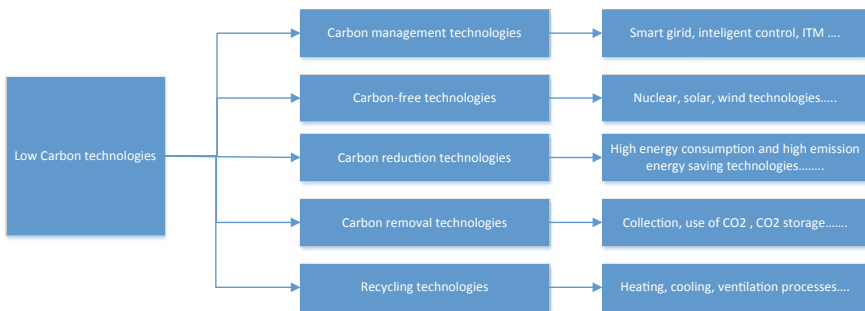 Carbon management technologies
Smart girid, inteligent control, ITM ....
Carbon-free technologies
Nuclear, solar, wind technologies.....
Low Carbon technologies
Carbon reduction technologies
High energy consumption and high emission
energy saving technologies........
Carbon removal technologies
Collection, use of CO2 , CO2 storage.......
Recycling technologies
Heating, cooling, ventilation processes....